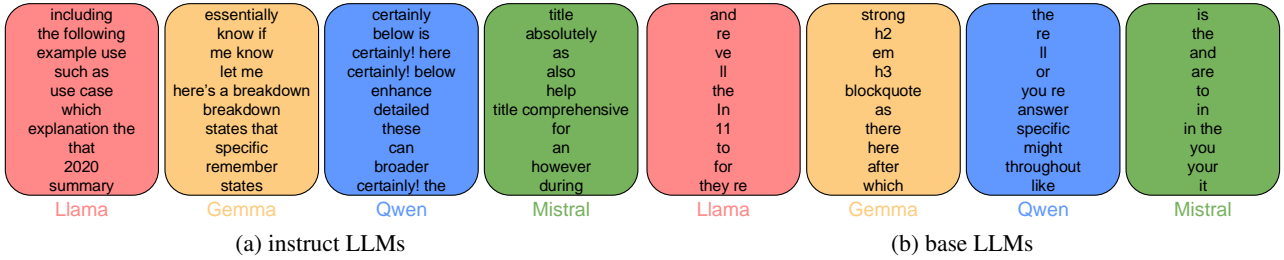 including
the following
example use
such as
use case
which
explanation the
that
2020
summary
Llama
essentially
know if
me know
let me
here's a breakdown
breakdown
states that
specific
remember
states
Gemma
certainly
below is
certainly! here
certainly! below
enhance
detailed
these
can
broader
certainly! the
Qwen
title
absolutely
as
also
help
title comprehensive
for
an
however
during
Mistral
(a) instruct LLMs
and
re
ve
ll
the
In
11
to
for
they re
Llama
strong
h2
em
h3
blockquote
as
there
here
after
which
Gemma
the
re
ll
or
you re
answer
specific
might
throughout
like
Qwen
is
the
and
are
to
in
in the
you
your
it
Mistral
(b) base LLMs